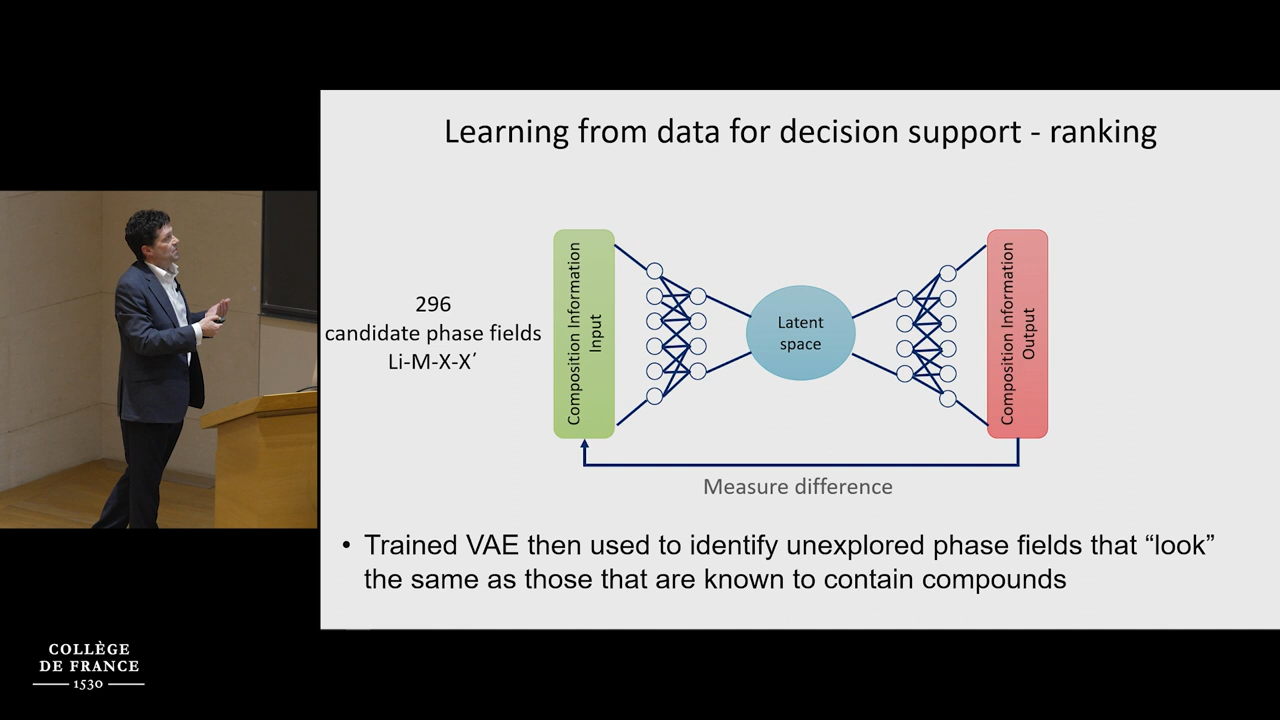 Learning from data for decision support - ranking
296
candidate phase fields
Li-M-X-X′
Composition Information
Input
Latent
space
Composition Information
Output
Measure difference
• Trained VAE then used to identify unexplored phase fields that “look”
the same as those that are known to contain compounds
COLLÈGE
DE FRANCE
1530